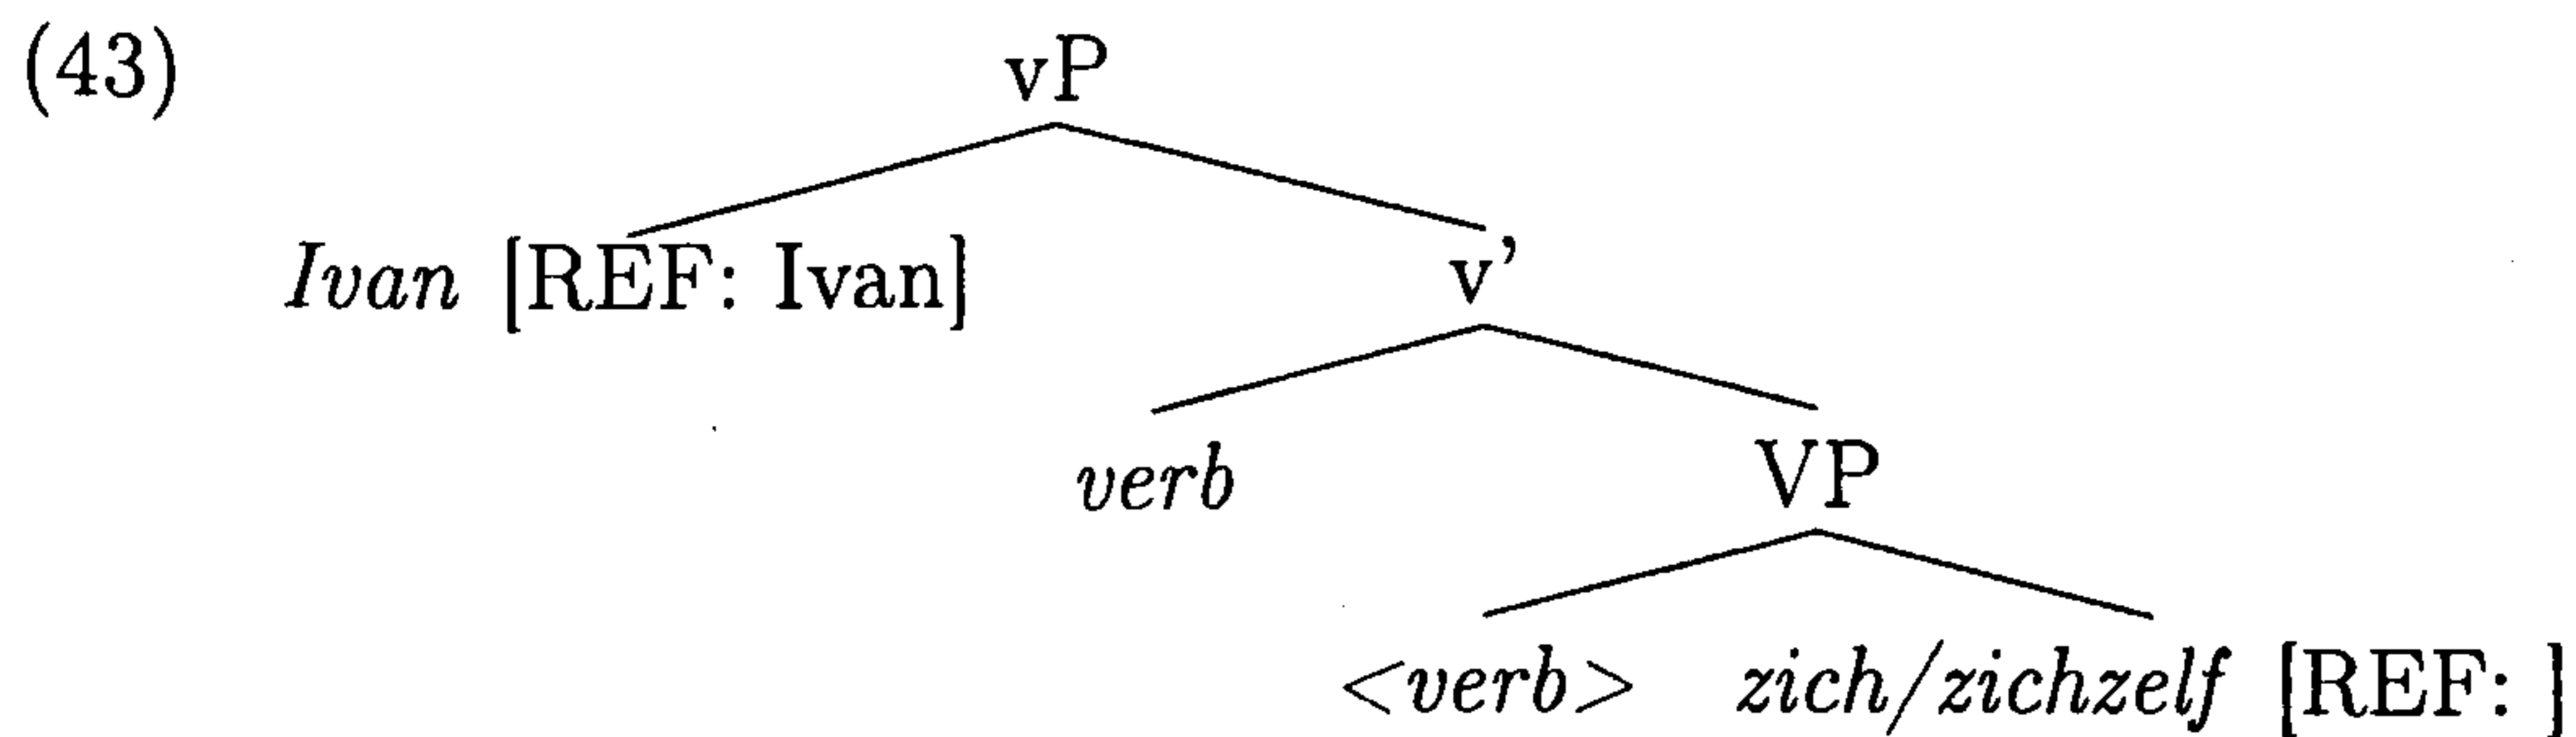 (43) vP
Ivan [REF: Ivan] v’
verb VP
<verb> zich/zichzelf [REF: ]